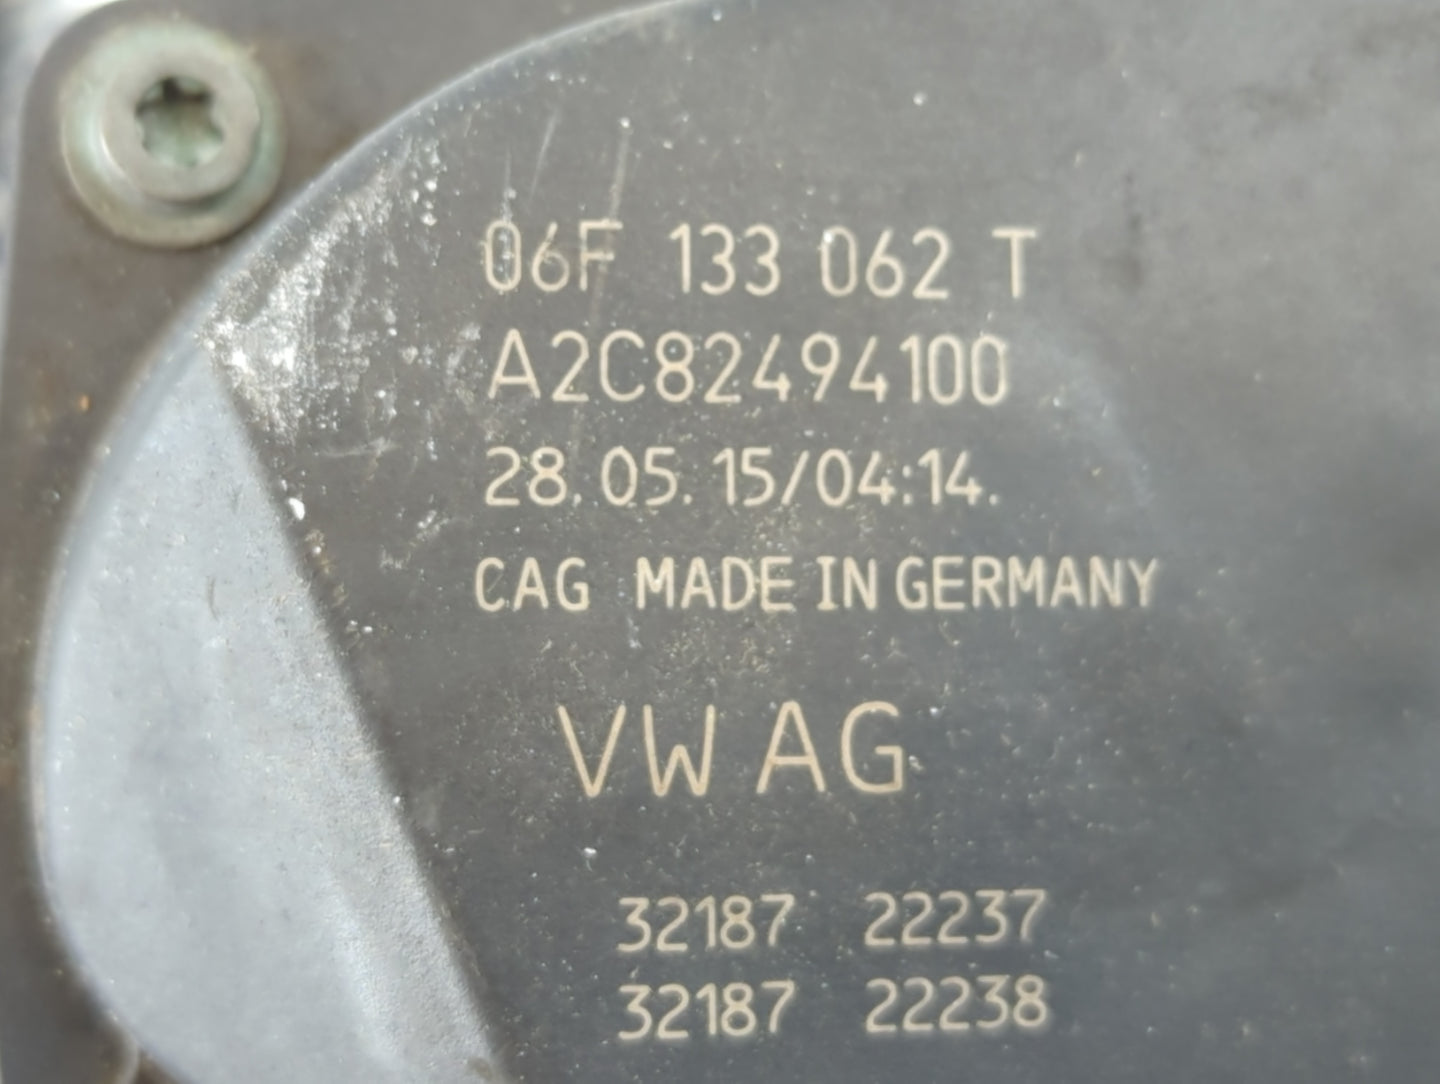 06F 133 062 T
A2C82494100
28.05.15/04:14.
CAG MADE IN GERMANY
VW AG
32187 22237
32187 22238